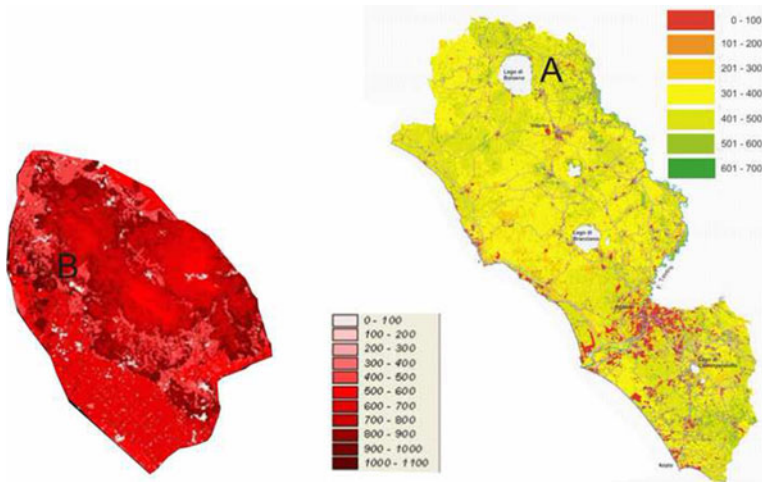 A
Lago di
Bolsena
Viterbo
Lago di
Bracciano
B
0 - 100
101 - 200
201 - 300
301 - 400
401 - 500
501 - 600
601 - 700
0 - 100
100 - 200
200 - 300
300 - 400
400 - 500
500 - 600
600 - 700
700 - 800
800 - 900
900 - 1000
1000 - 1100